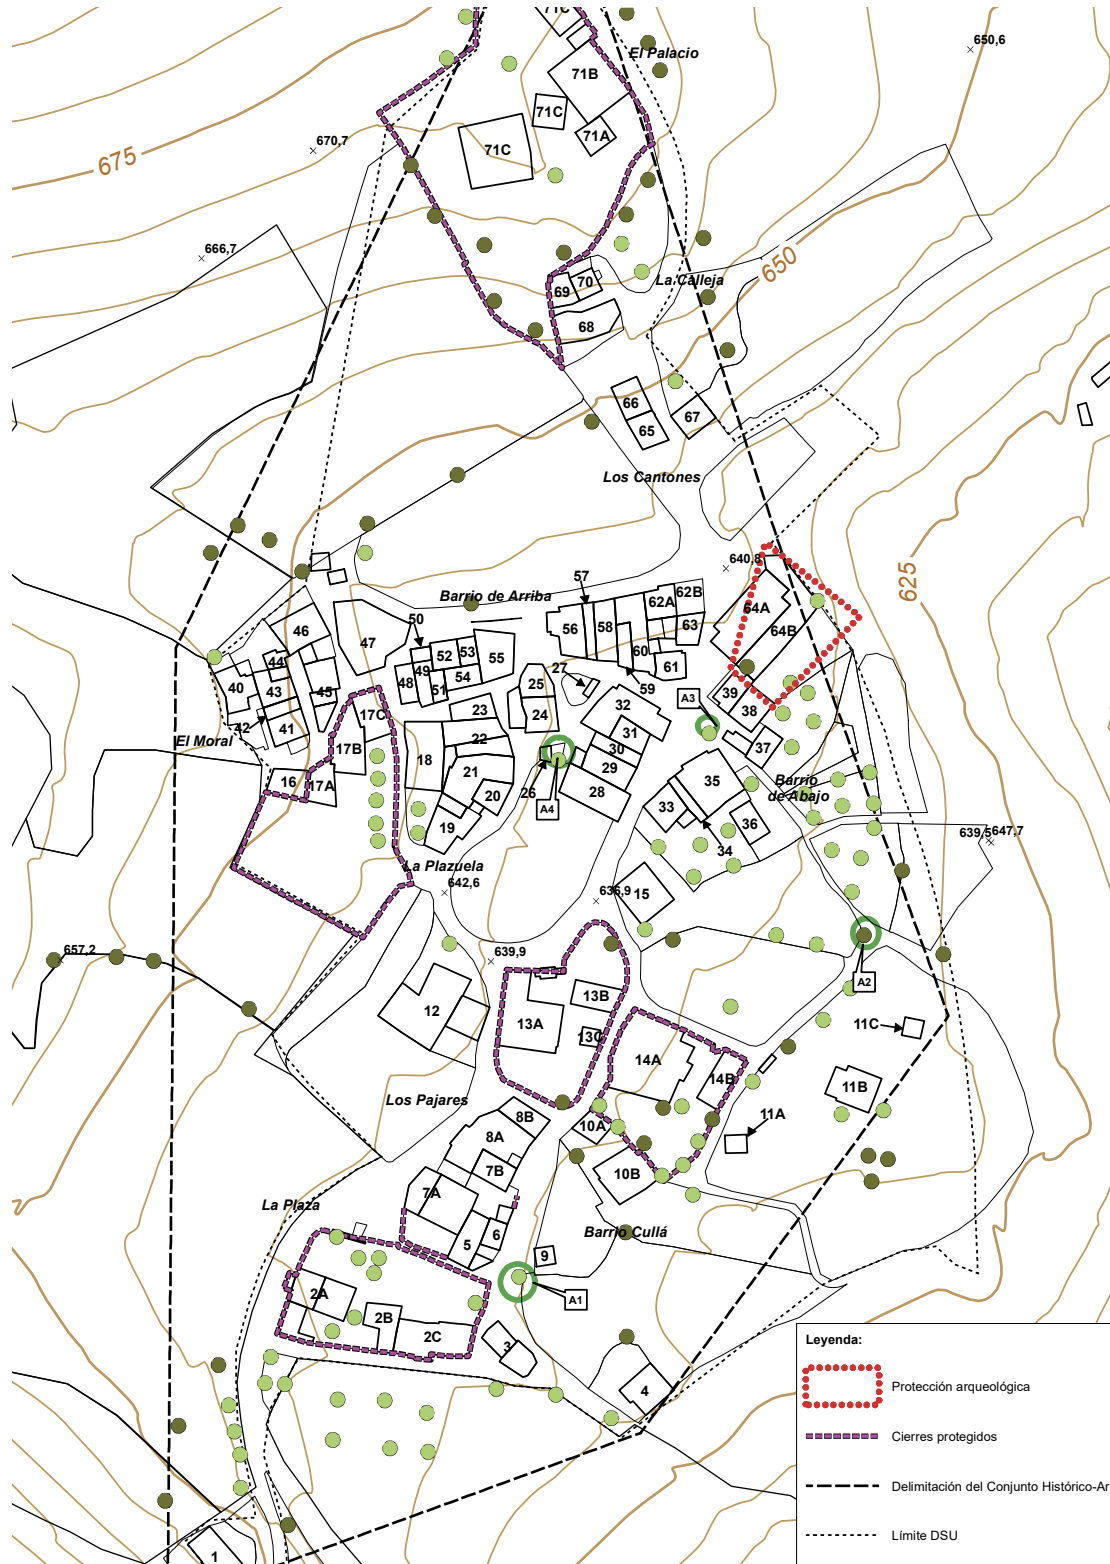 71C
650,6
El Palacio
71B
71C
71A
670,7
675
71C
666,7
650
La Calleja
70
69
68
66
67
65
Los Cantones
640,8
625
57
Barrio de Arriba
62A
62B
64A
50
56
58
63
64B
46
47
52
53
55
60
44
49
54
61
40
43
45
48
51
27
59
25
39
42
41
17C
23
24
32
A3
38
El Moral
17B
18
22
31
30
37
16
17A
21
26
29
35
Barrio
de Abajo
20
A4
28
33
19
36
34
639,5
647,7
La Plazuela
642,6
636,9
15
657,2
639,9
A2
12
13A
13B
11C
13C
14A
14B
11B
Los Pajares
8B
10A
11A
8A
7B
10B
7A
La Plaza
6
5
Barrio Cullá
9
2A
A1
2B
2C
3
4
1
Leyenda:
Protección arqueológica
Cierres protegidos
Delimitación del Conjunto Histórico-Ar
Límite DSU